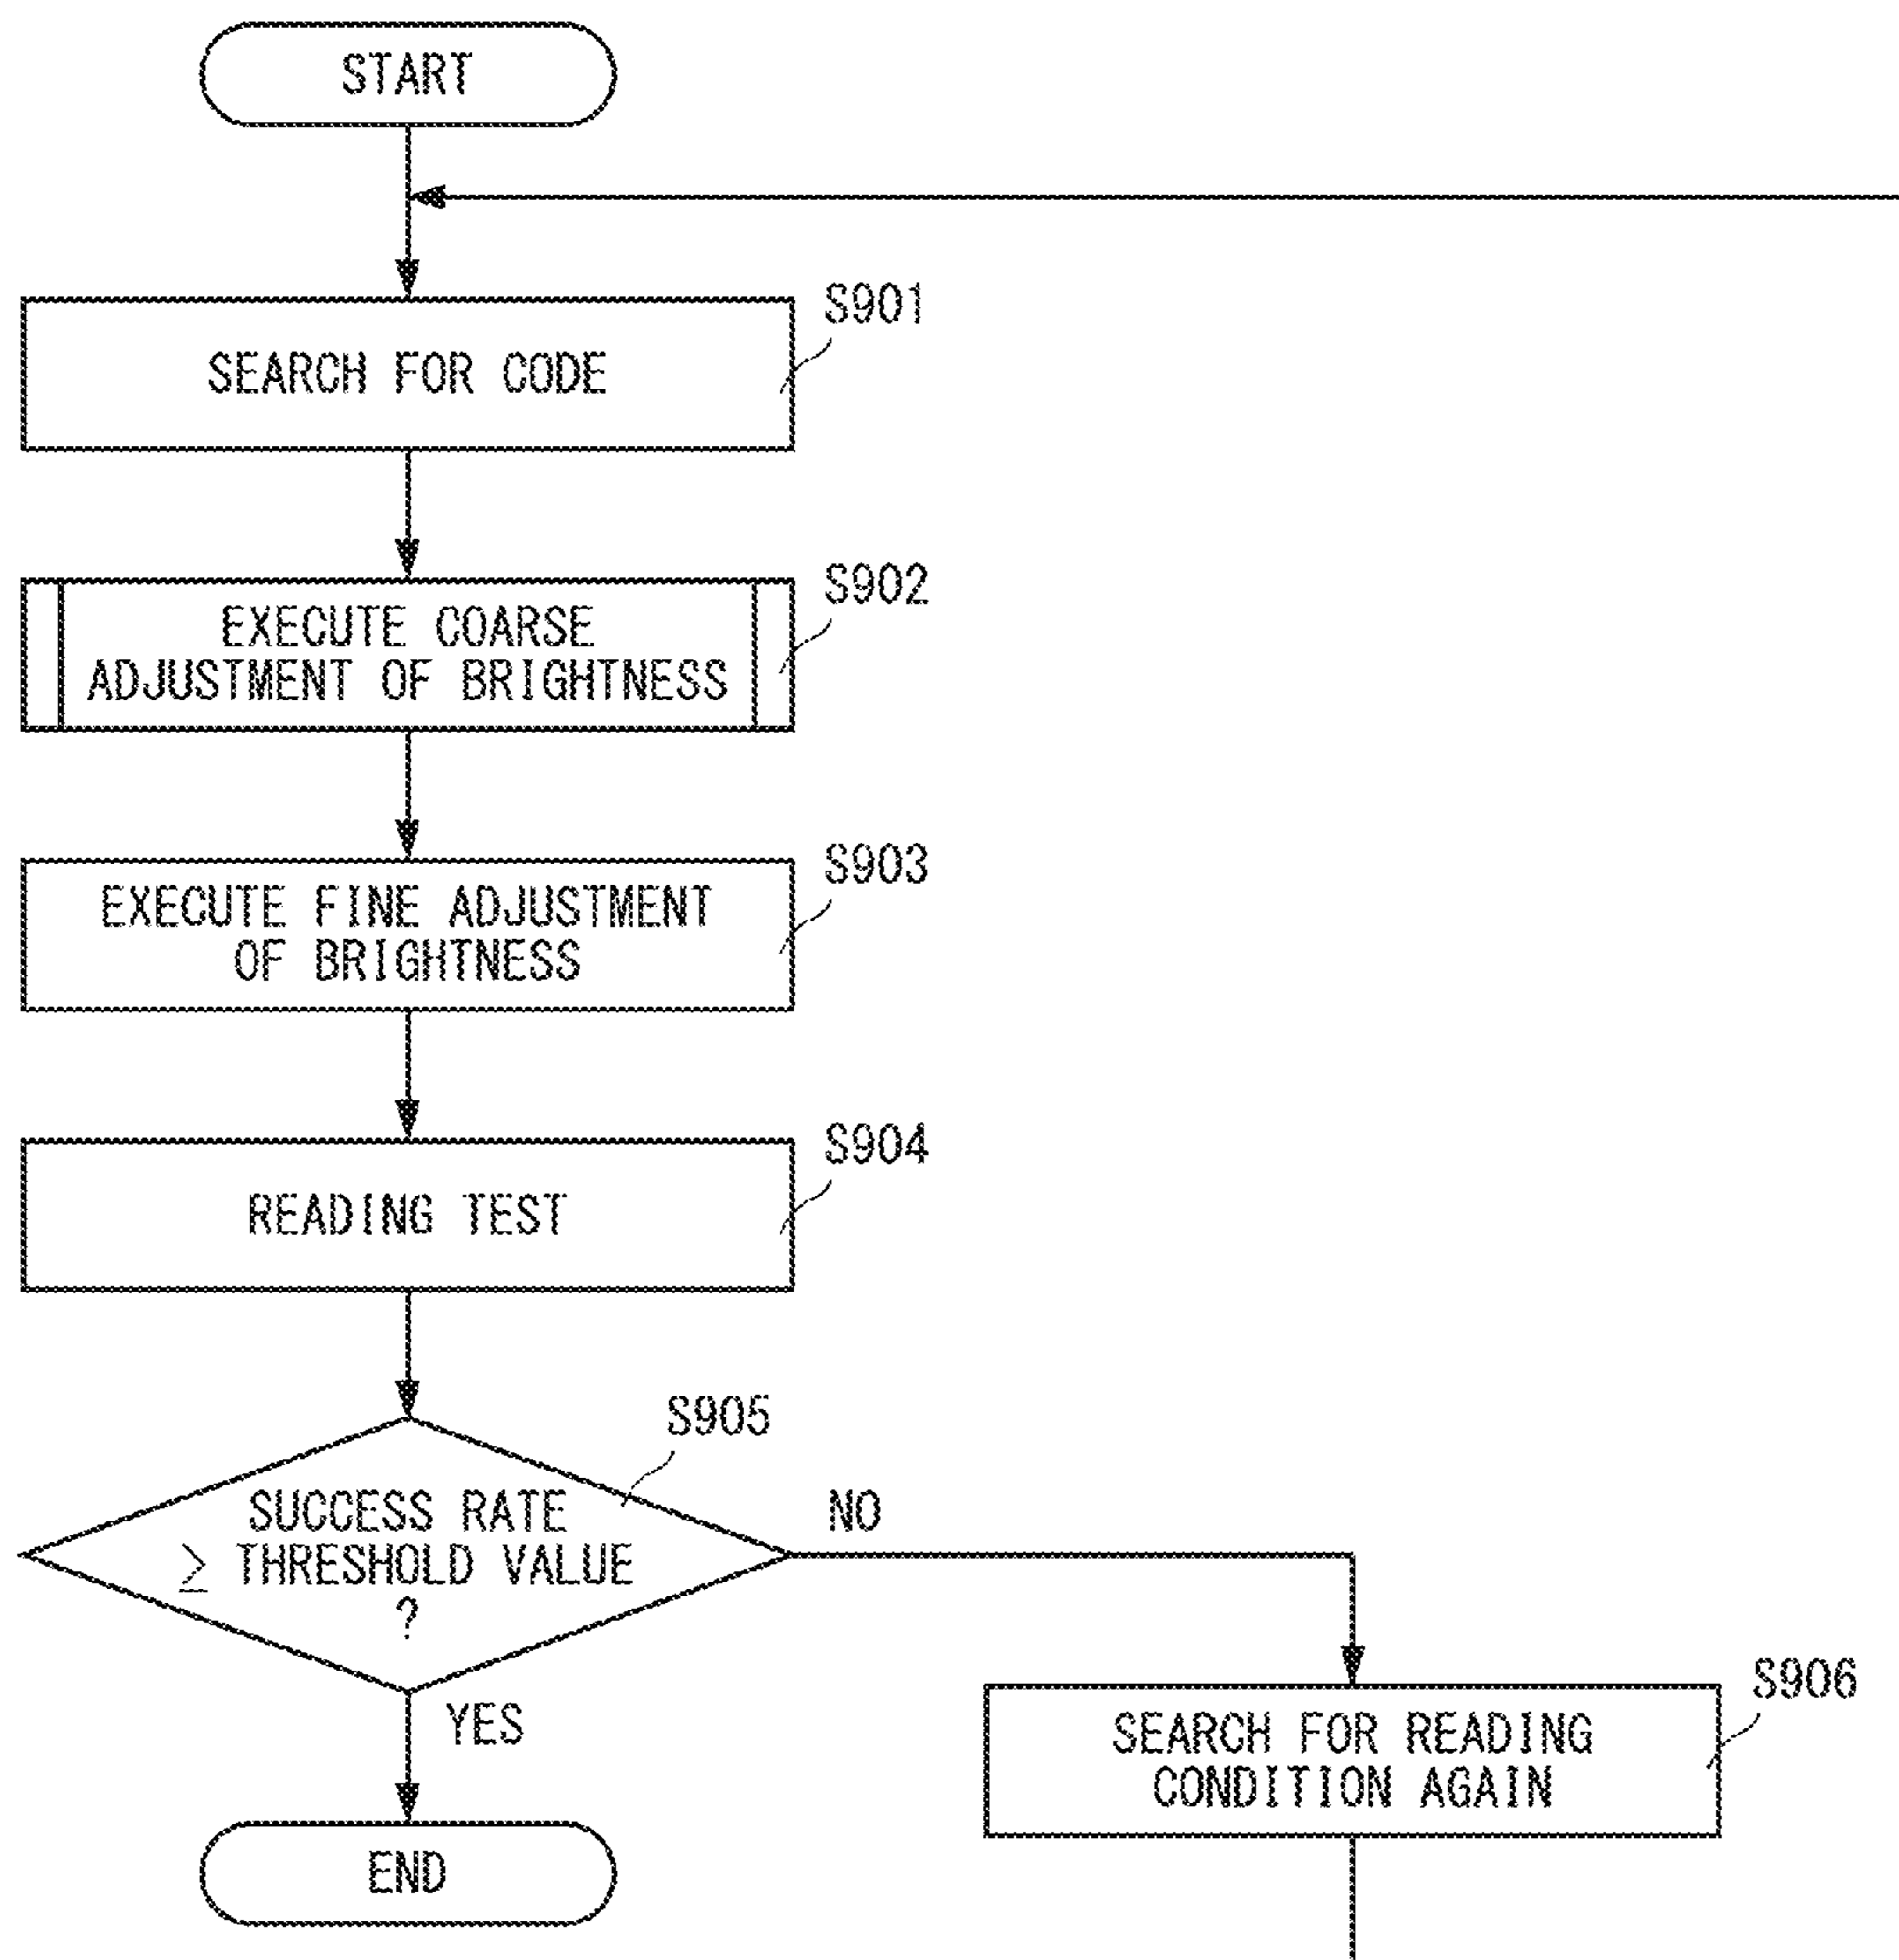 START
S901
SEARCH FOR CODE
S902
EXECUTE COARSE
ADJUSTMENT OF BRIGHTNESS
S903
EXECUTE FINE ADJUSTMENT
OF BRIGHTNESS
S904
READING TEST
S905
SUCCESS RATE
≥ THRESHOLD VALUE
?
NO
YES
S906
SEARCH FOR READING
CONDITION AGAIN
END